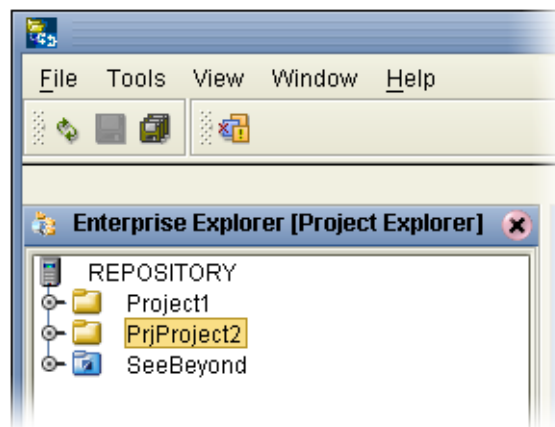 File Tools View Window Help
Enterprise Explorer [Project Explorer]
REPOSITORY
Project1
PrjProject2
SeeBeyond